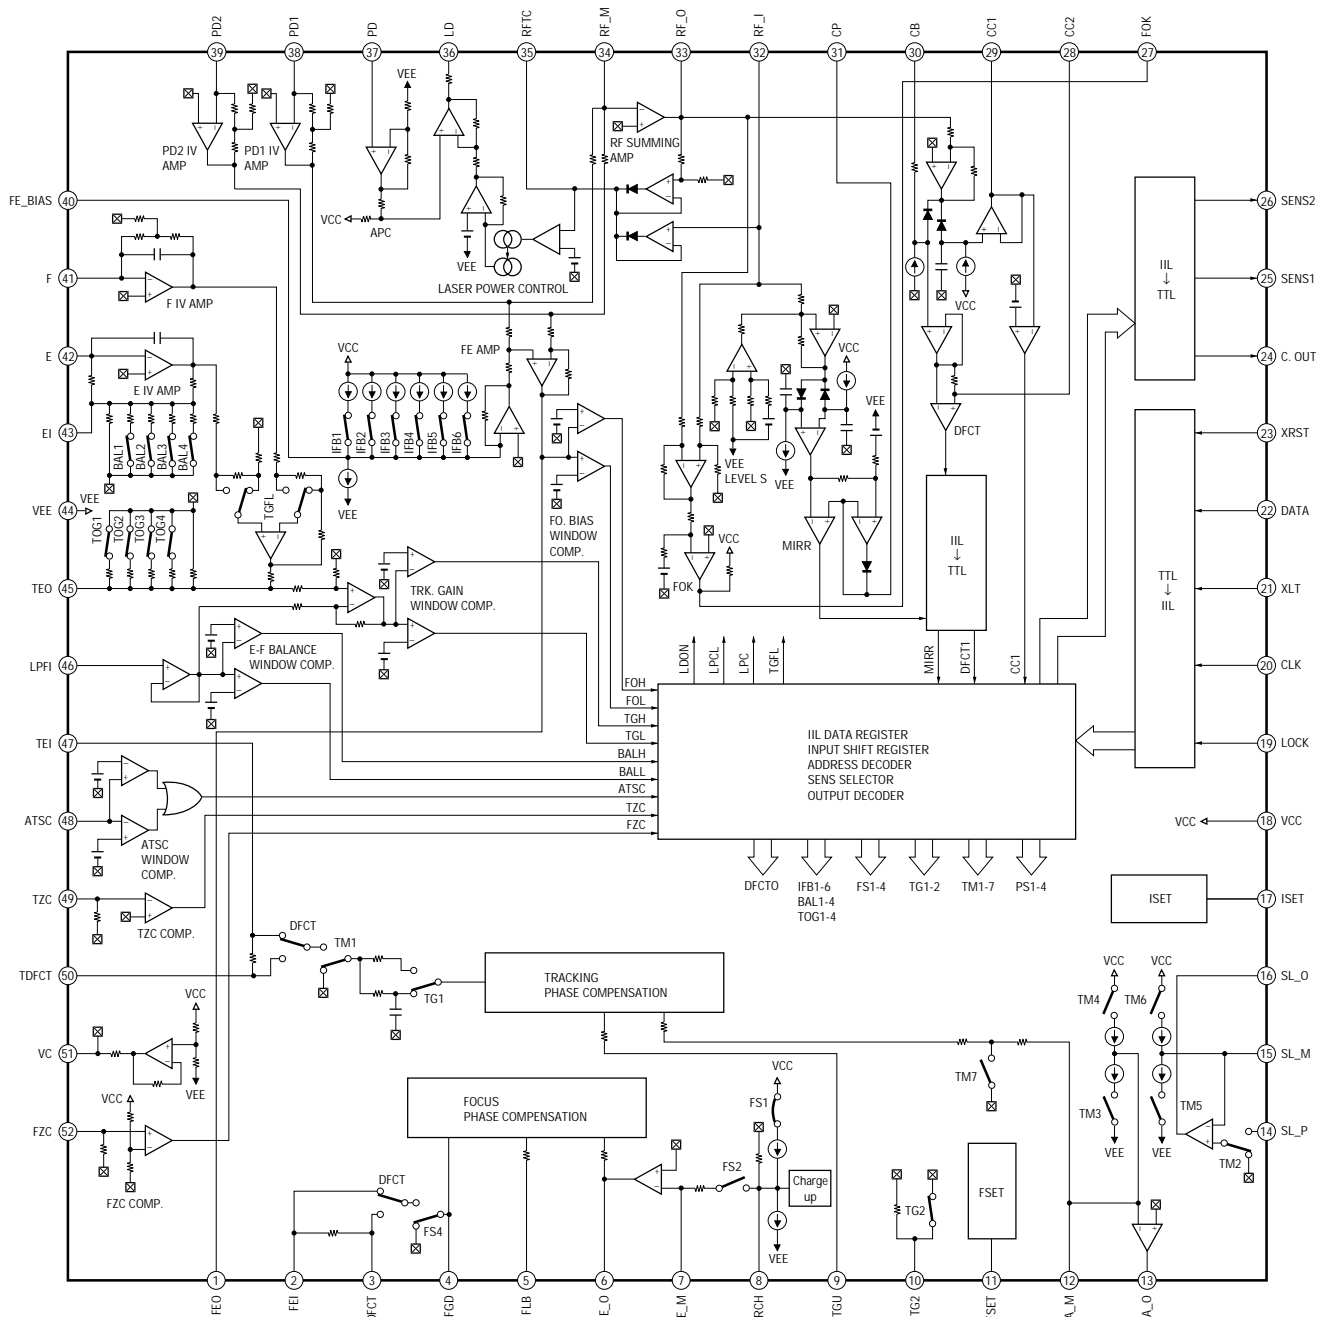 PD2
PD1
PD
LD
RFTC
RF_M
RF_O
RF_I
CP
CB
CC1
CC2
FOK
39
38
37
36
35
34
33
32
31
30
29
28
27
VEE
PD2 IV
AMP
PD1 IV
AMP
RF SUMMING
AMP
VCC
APC
VEE
LASER POWER CONTROL
VCC
FE_BIAS
40
F
41
F IV AMP
E
42
E IV AMP
EI
43
BAL1
BAL2
BAL3
BAL4
VEE
44
VEE
TOG1
TOG2
TOG3
TOG4
TGFL
TEO
45
LPFI
46
E-F BALANCE
WINDOW COMP.
TRK. GAIN
WINDOW COMP.
VCC
FE AMP
IFB1
IFB2
IFB3
IFB4
IFB5
IFB6
VEE
FO. BIAS
WINDOW
COMP.
VCC
VEE
LEVEL S
VEE
VEE
VCC
FOK
MIRR
DFCT
IIL
↓
TTL
IIL
↓
TTL
TTL
↓
IIL
26
SENS2
25
SENS1
24
C. OUT
23
XRST
22
DATA
21
XLT
20
CLK
19
LOCK
VCC
18
VCC
ISET
17
ISET
16
SL_O
15
SL_M
14
SL_P
LDON
LPCL
LPC
TGFL
MIRR
DFCT1
CC1
FOH
FOL
TGH
TGL
BALH
BALL
ATSC
TZC
FZC
IIL DATA REGISTER
INPUT SHIFT REGISTER
ADDRESS DECODER
SENS SELECTOR
OUTPUT DECODER
DFCTO
IFB1-6
BAL1-4
TOG1-4
FS1-4
TG1-2
TM1-7
PS1-4
TEI
47
ATSC
48
ATSC
WINDOW
COMP.
TZC
49
TZC COMP.
TDFCT
50
DFCT
TM1
TG1
TRACKING
PHASE COMPENSATION
VC
51
VCC
VEE
VCC
FZC
52
FZC COMP.
FOCUS
PHASE COMPENSATION
DFCT
FS4
FS2
FS1
VCC
Charge
up
VEE
TM7
TG2
FSET
VCC
VCC
TM4
TM6
TM3
TM5
VEE
VEE
TM2
1
2
3
4
5
6
7
8
9
10
11
12
13
FEO
FEI
DFCT
FGD
FLB
E_O
E_M
RCH
TGU
TG2
SET
A_M
A_O